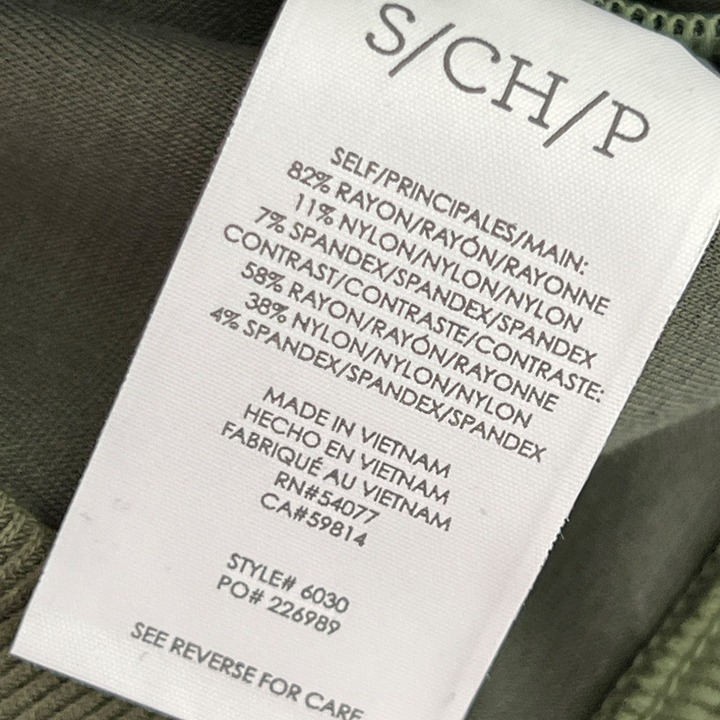 S/CH/P
SELF/PRINCIPALES/MAIN:
82% RAYON/RAYÓN/RAYONNE
11% NYLON/NYLON/NYLON
7% SPANDEX/SPANDEX/SPANDEX
CONTRAST/CONTRASTE/CONTRASTE:
58% RAYON/RAYÓN/RAYONNE
38% NYLON/NYLON/NYLON
4% SPANDEX/SPANDEX/SPANDEX
MADE IN VIETNAM
HECHO EN VIETNAM
FABRIQUÉ AU VIETNAM
RN#54077
CA#59814
STYLE# 6030
PO# 226989
SEE REVERSE FOR CARE